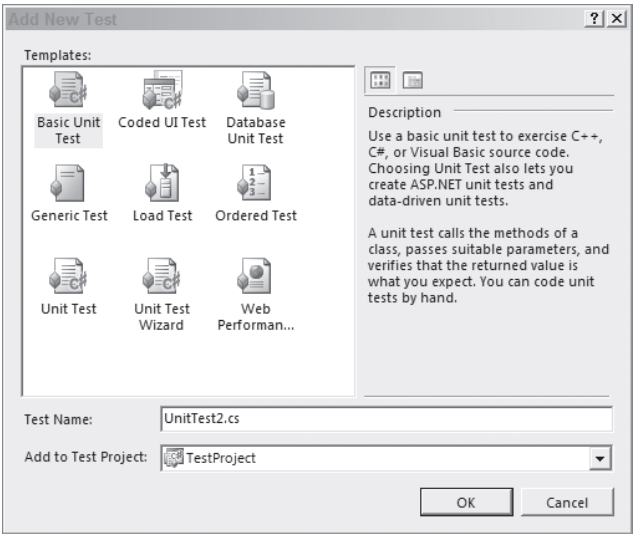 Add New Test
Templates:
Basic Unit
Test
Coded UI Test
Database
Unit Test
Generic Test
Load Test
Ordered Test
Unit Test
Unit Test
Wizard
Web
Performan...
Description
Use a basic unit test to exercise C++,
C#, or Visual Basic source code.
Choosing Unit Test also lets you
create ASP.NET unit tests and
data-driven unit tests.
A unit test calls the methods of a
class, passes suitable parameters, and
verifies that the returned value is
what you expect. You can code unit
tests by hand.
Test Name:
UnitTest2.cs
Add to Test Project:
TestProject
OK
Cancel